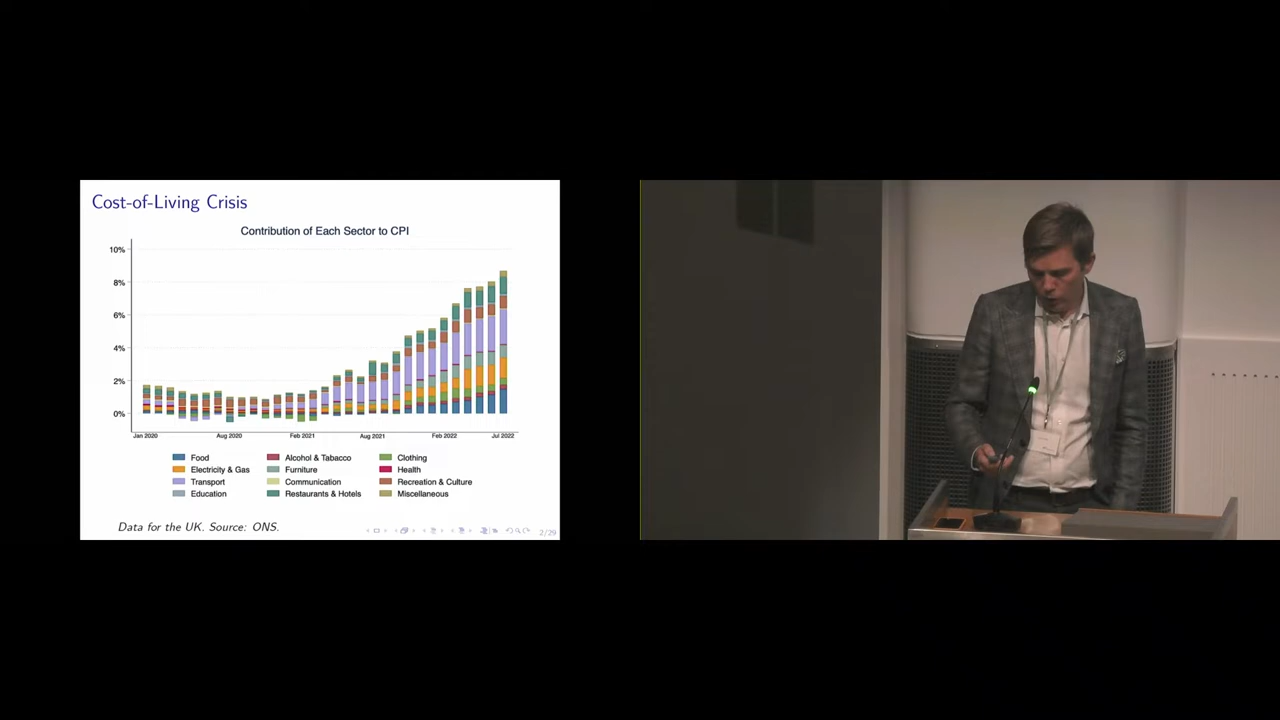 Cost-of-Living Crisis
Contribution of Each Sector to CPI
10%
8%
6%
4%
2%
0%
Jan 2020 Aug 2020 Feb 2021 Aug 2021 Feb 2022 Jul 2022
Food Alcohol & Tabacco Clothing
Electricity & Gas Furniture Health
Transport Communication Recreation & Culture
Education Restaurants & Hotels Miscellaneous
Data for the UK. Source: ONS.
2/29